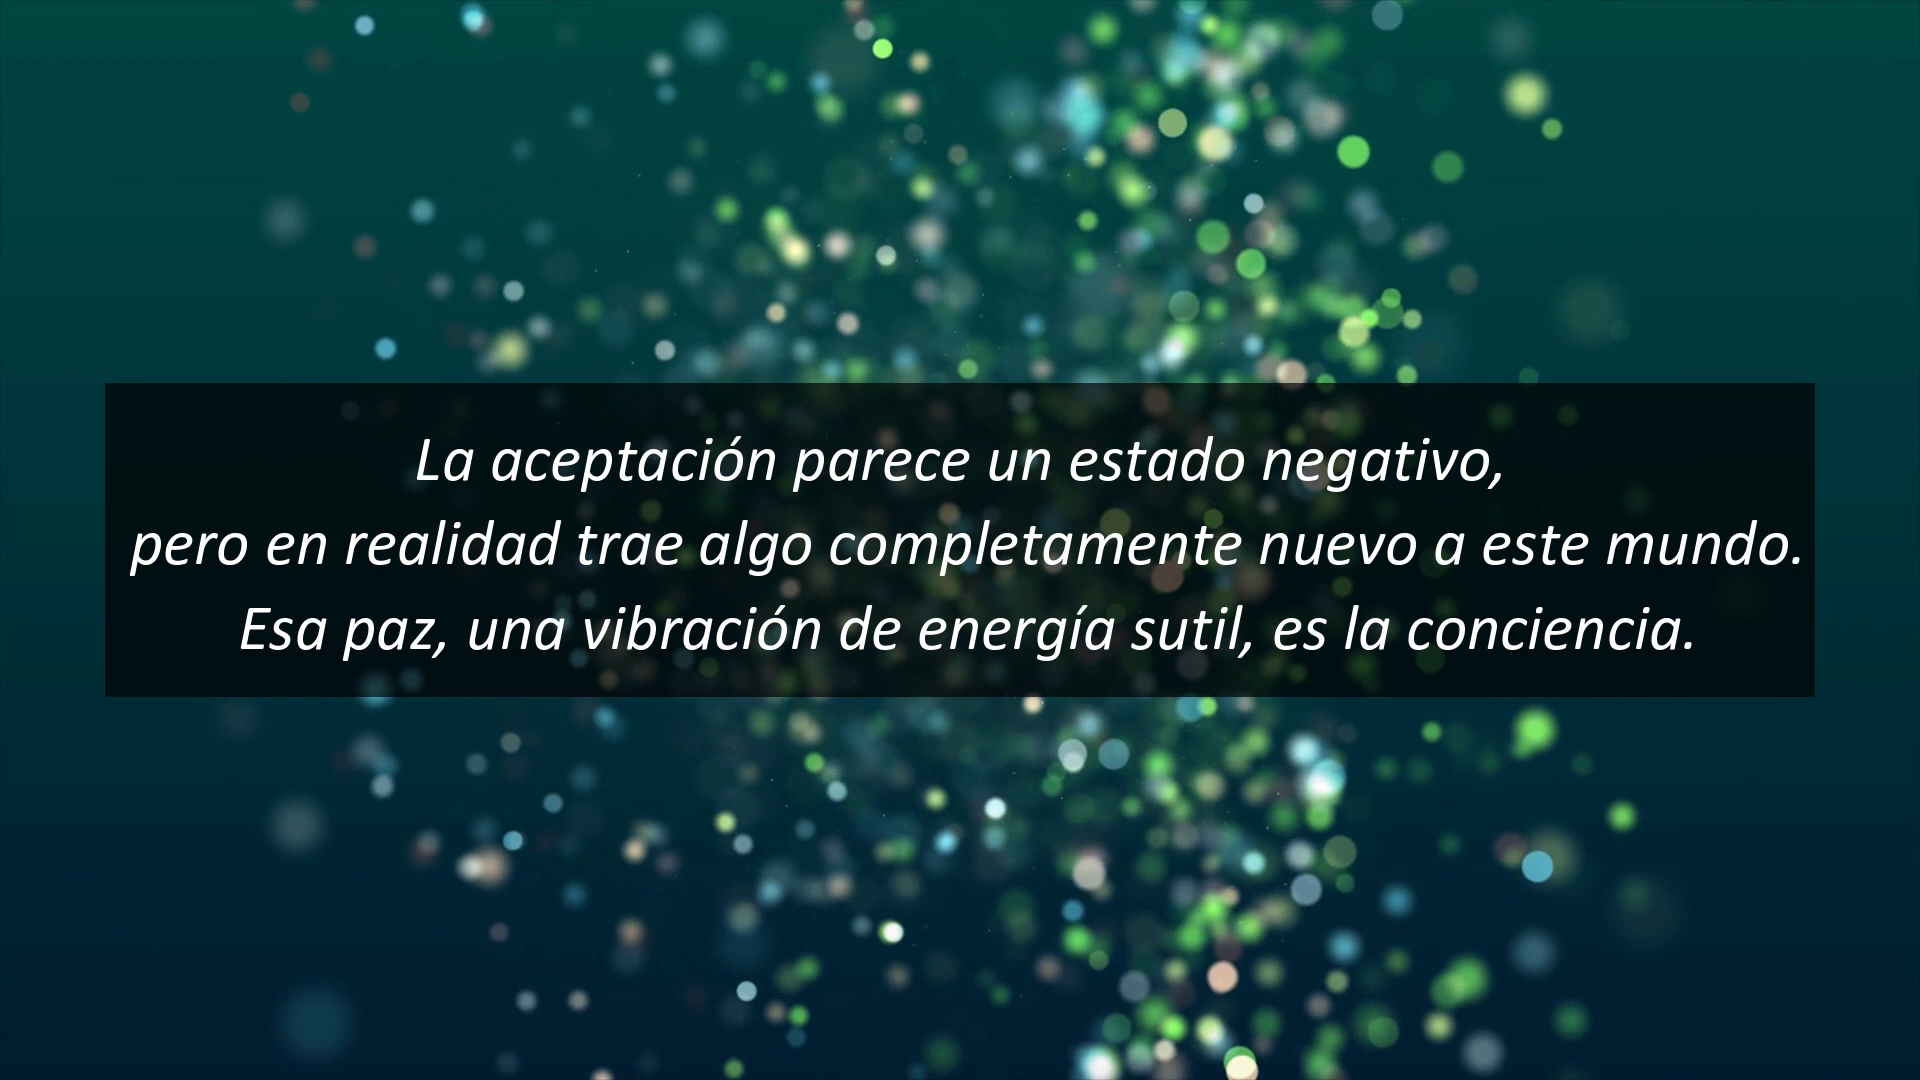 La aceptación parece un estado negativo,
pero en realidad trae algo completamente nuevo a este mundo.
Esa paz, una vibración de energía sutil, es la conciencia.